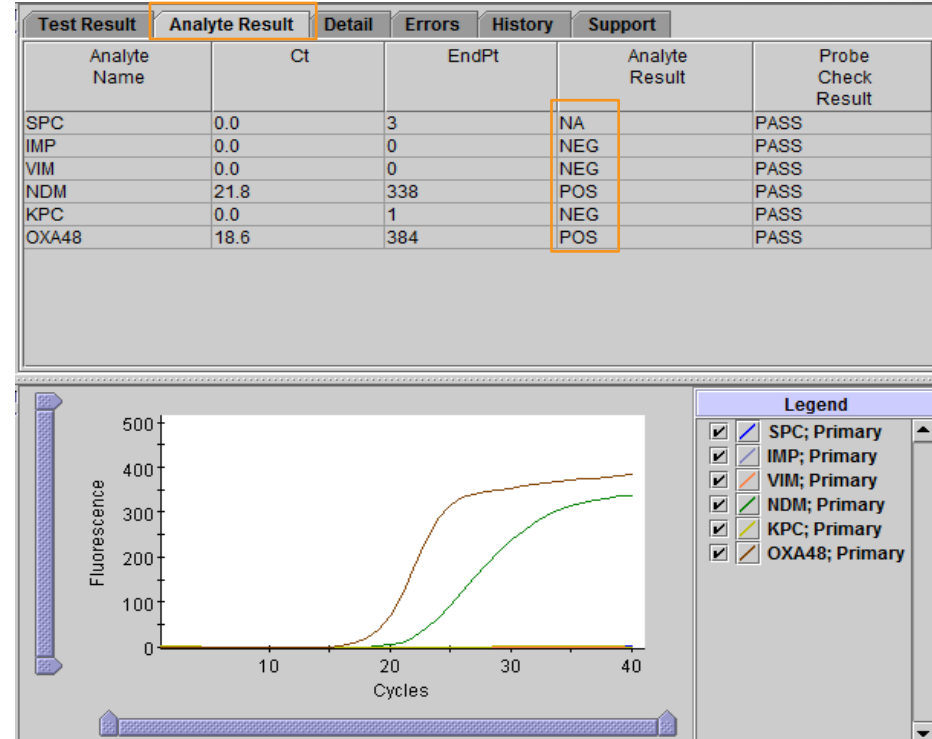 Test Result Analyte Result Detail Errors History Support
Analyte Name Ct EndPt Analyte Result Probe Check Result
SPC 0.0 3 NA PASS
IMP 0.0 0 NEG PASS
VIM 0.0 0 NEG PASS
NDM 21.8 338 POS PASS
KPC 0.0 1 NEG PASS
OXA48 18.6 384 POS PASS
500
400
300
200
100
0
Fluorescence
10 20 30 40
Cycles
Legend
SPC; Primary
IMP; Primary
VIM; Primary
NDM; Primary
KPC; Primary
OXA48; Primary